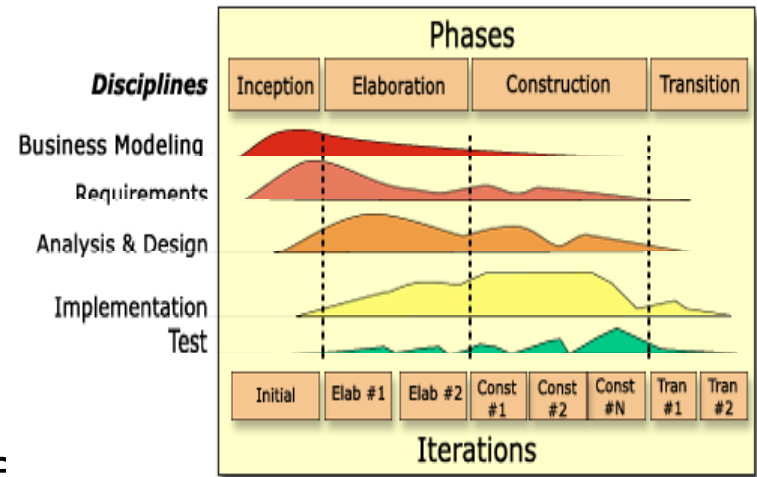 Phases
Disciplines Inception Elaboration Construction Transition
Business Modeling
Requirements
Analysis & Design
Implementation
Test
Initial Elab #1 Elab #2 Const #1 Const #2 Const #N Tran #1 Tran #2
Iterations